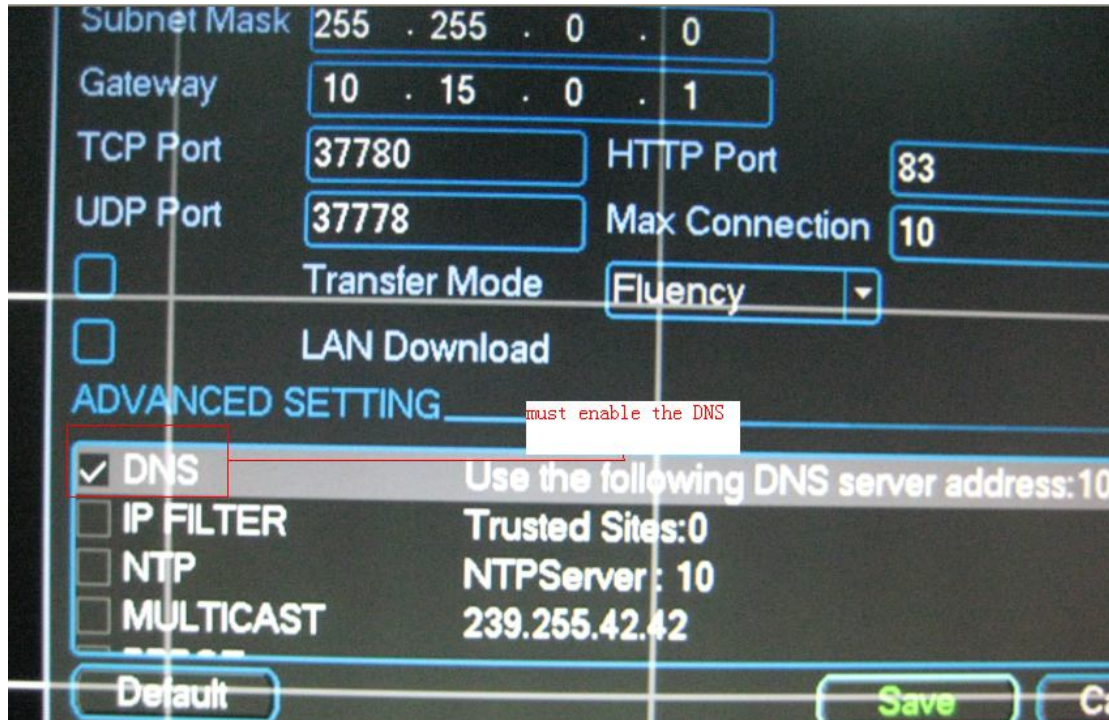 Subnet Mask 255 . 255 . 0 . 0
Gateway 10 . 15 . 0 . 1
TCP Port 37780 HTTP Port 83
UDP Port 37778 Max Connection 10
Transfer Mode Fluency
LAN Download
ADVANCED SETTING
must enable the DNS
DNS Use the following DNS server address:10
IP FILTER Trusted Sites:0
NTP NTPServer : 10
MULTICAST 239.255.42.42
Default Save